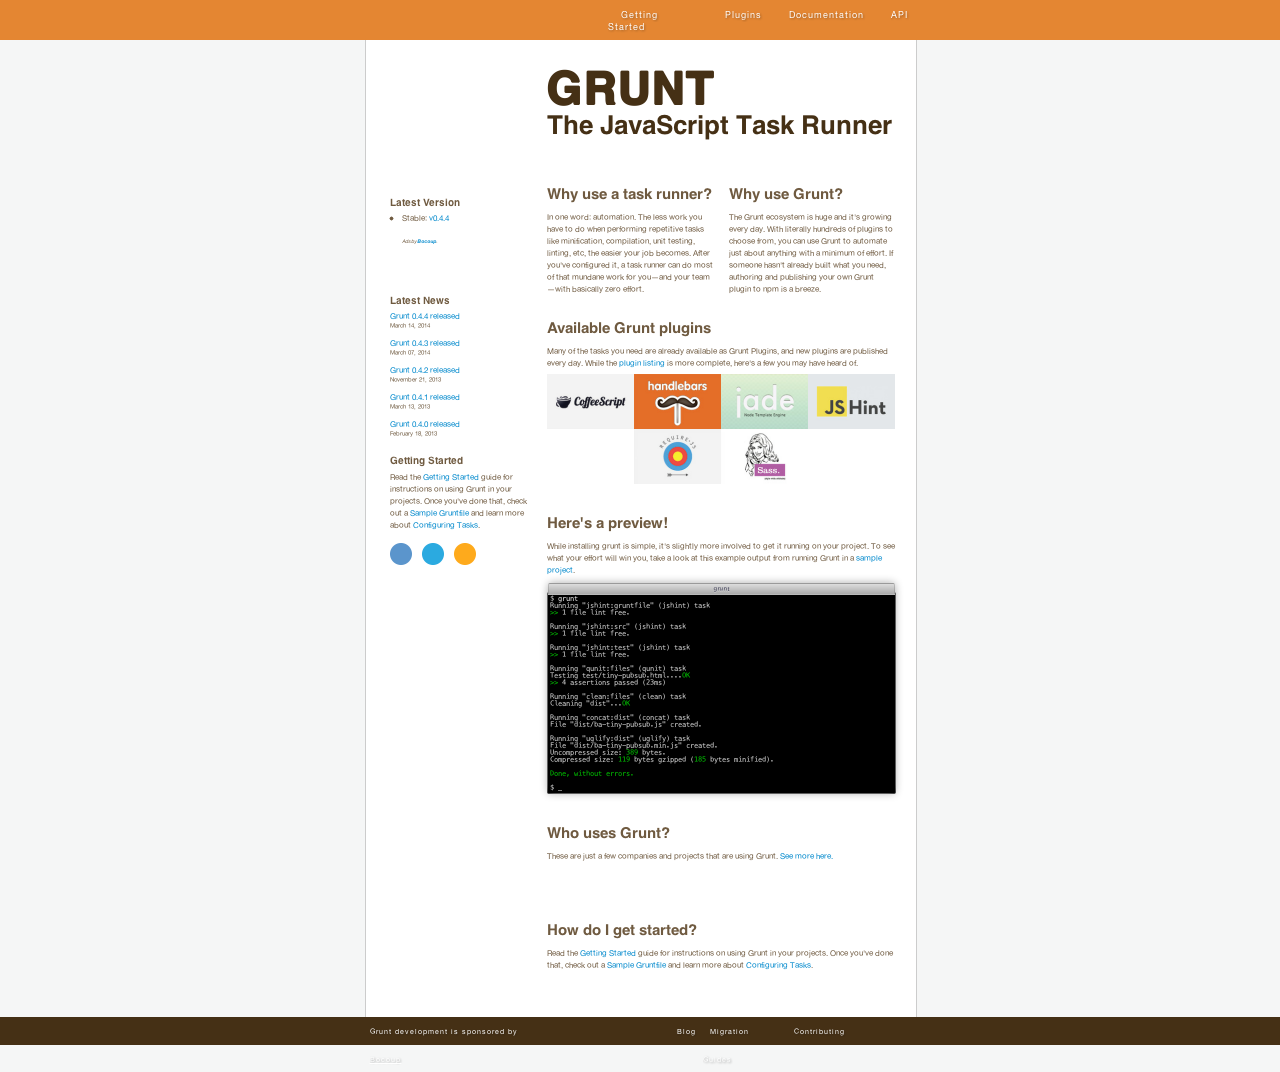 Getting Started
Plugins
Documentation
API
GRUNT
The JavaScript Task Runner
Latest Version
Stable: v0.4.4
Ads by Bocoup.
Latest News
Grunt 0.4.4 released
March 14, 2014
Grunt 0.4.3 released
March 07, 2014
Grunt 0.4.2 released
November 21, 2013
Grunt 0.4.1 released
March 13, 2013
Grunt 0.4.0 released
February 18, 2013
Getting Started
Read the Getting Started guide for
instructions on using Grunt in your
projects. Once you've done that, check
out a Sample Gruntfile and learn more
about Configuring Tasks.
Why use a task runner?
In one word: automation. The less work you
have to do when performing repetitive tasks
like minification, compilation, unit testing,
linting, etc, the easier your job becomes. After
you've configured it, a task runner can do most
of that mundane work for you—and your team
—with basically zero effort.
Why use Grunt?
The Grunt ecosystem is huge and it's growing
every day. With literally hundreds of plugins to
choose from, you can use Grunt to automate
just about anything with a minimum of effort. If
someone hasn't already built what you need,
authoring and publishing your own Grunt
plugin to npm is a breeze.
Available Grunt plugins
Many of the tasks you need are already available as Grunt Plugins, and new plugins are published
every day. While the plugin listing is more complete, here's a few you may have heard of.
CoffeeScript
handlebars
jade
Node Template Engine
JS Hint
REQUIRE·JS
Sass.
Here's a preview!
While installing grunt is simple, it's slightly more involved to get it running on your project. To see
what your effort will win you, take a look at this example output from running Grunt in a sample
project.
grunt
$ grunt
Running "jshint:gruntfile" (jshint) task
>> 1 file lint free.
Running "jshint:src" (jshint) task
>> 1 file lint free.
Running "jshint:test" (jshint) task
>> 1 file lint free.
Running "qunit:files" (qunit) task
Testing test/tiny-pubsub.html....OK
>> 4 assertions passed (23ms)
Running "clean:files" (clean) task
Cleaning "dist"...OK
Running "concat:dist" (concat) task
File "dist/ba-tiny-pubsub.js" created.
Running "uglify:dist" (uglify) task
File "dist/ba-tiny-pubsub.min.js" created.
Uncompressed size: 389 bytes.
Compressed size: 119 bytes gzipped (185 bytes minified).
Done, without errors.
$ _
Who uses Grunt?
These are just a few companies and projects that are using Grunt. See more here.
How do I get started?
Read the Getting Started guide for instructions on using Grunt in your projects. Once you've done
that, check out a Sample Gruntfile and learn more about Configuring Tasks.
Grunt development is sponsored by
Bocoup
Blog
Migration
Guides
Contributing